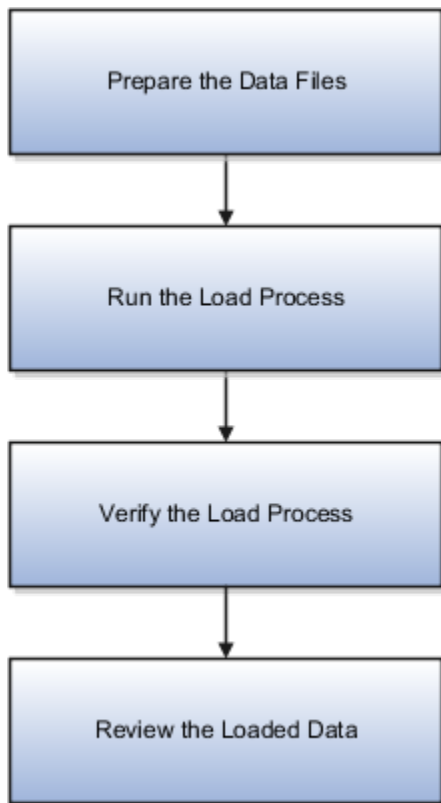 Prepare the Data Files
Run the Load Process
Verify the Load Process
Review the Loaded Data